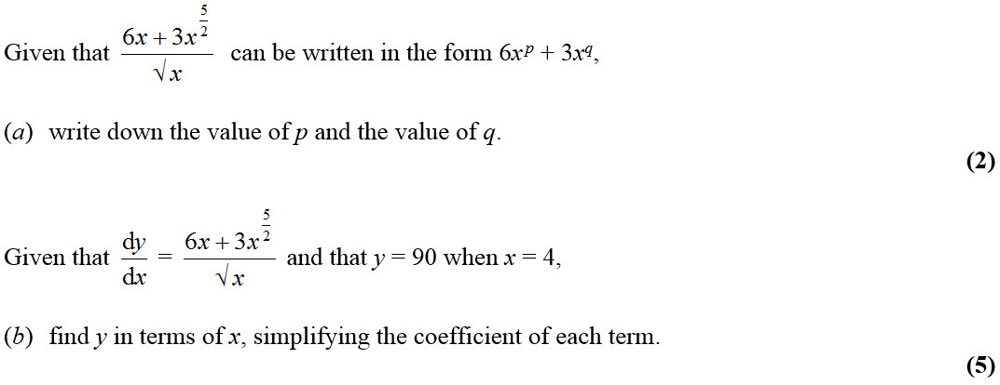 Given that \frac{6x + 3x^{\frac{5}{2}}}{\sqrt{x}} can be written in the form 6x^p + 3x^q,
(a) write down the value of p and the value of q.
(2)
Given that \frac{dy}{dx} = \frac{6x + 3x^{\frac{5}{2}}}{\sqrt{x}} and that y = 90 when x = 4,
(b) find y in terms of x, simplifying the coefficient of each term.
(5)